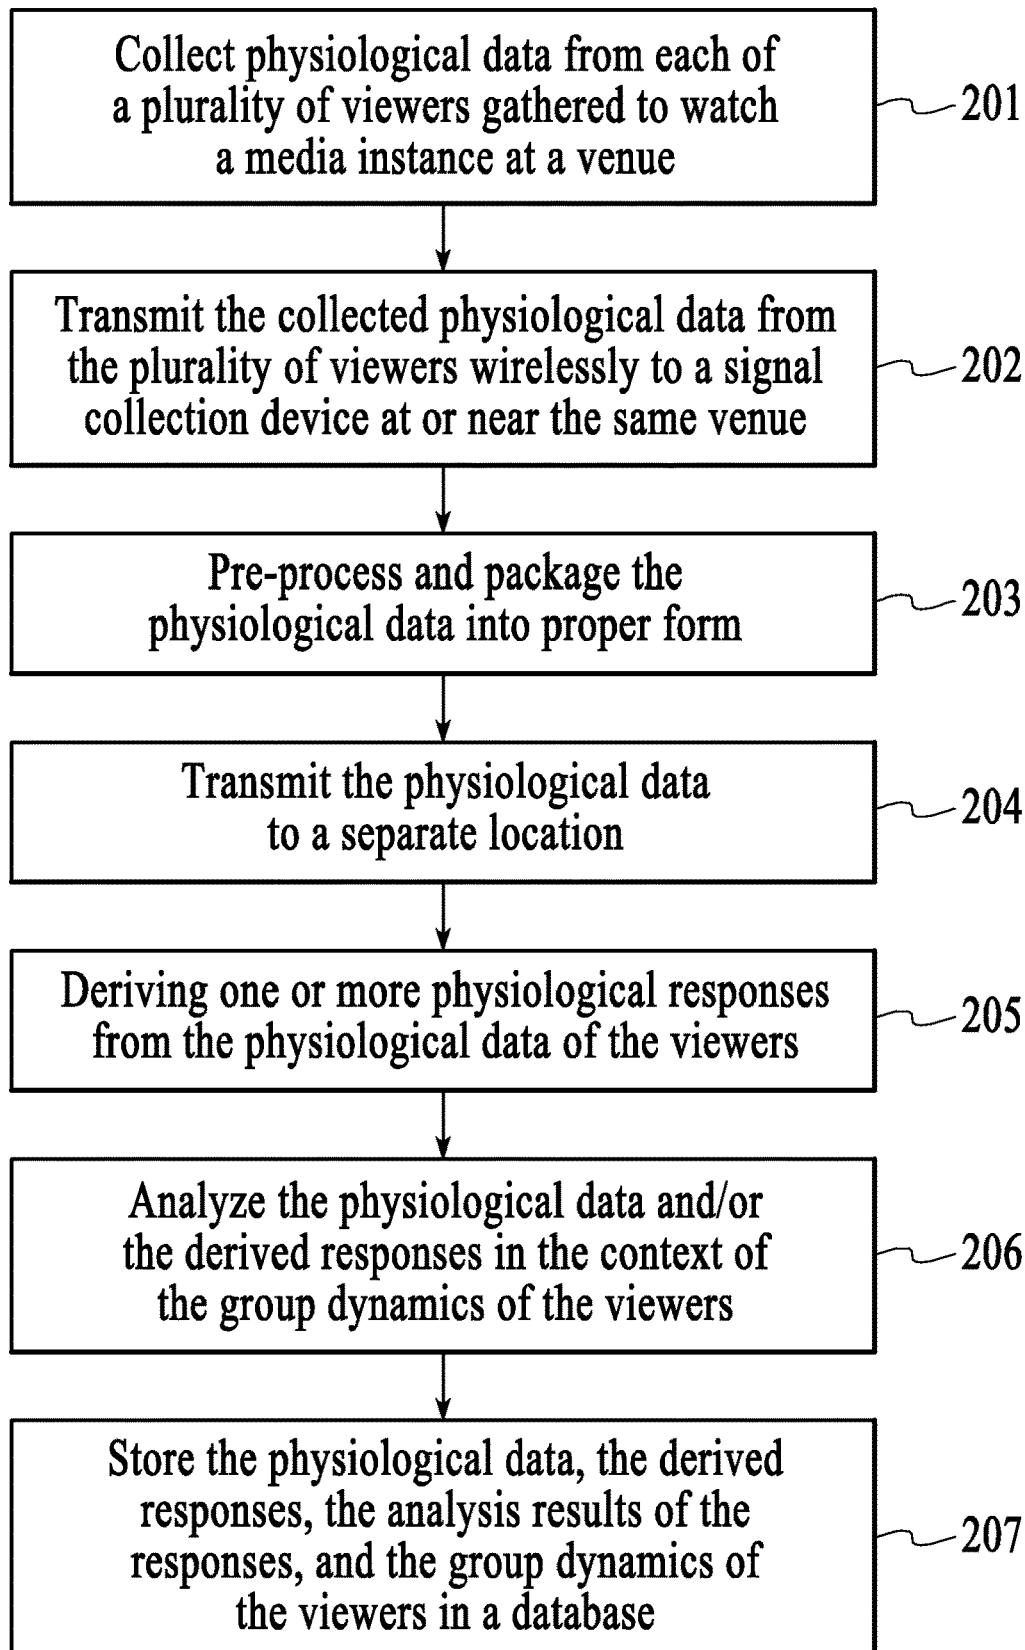 Collect physiological data from each of
a plurality of viewers gathered to watch
a media instance at a venue
201
Transmit the collected physiological data from
the plurality of viewers wirelessly to a signal
collection device at or near the same venue
202
Pre-process and package the
physiological data into proper form
203
Transmit the physiological data
to a separate location
204
Deriving one or more physiological responses
from the physiological data of the viewers
205
Analyze the physiological data and/or
the derived responses in the context of
the group dynamics of the viewers
206
Store the physiological data, the derived
responses, the analysis results of the
responses, and the group dynamics of
the viewers in a database
207